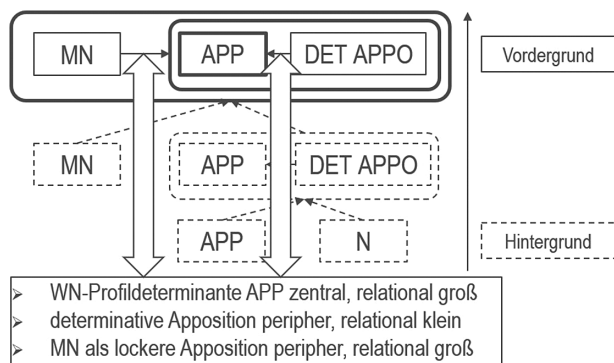 MN APP DET APPO Vordergrund
MN APP DET APPO
APP N Hintergrund
➢ WN-Profildeterminante APP zentral, relational groß
➢ determinative Apposition peripher, relational klein
➢ MN als lockere Apposition peripher, relational groß